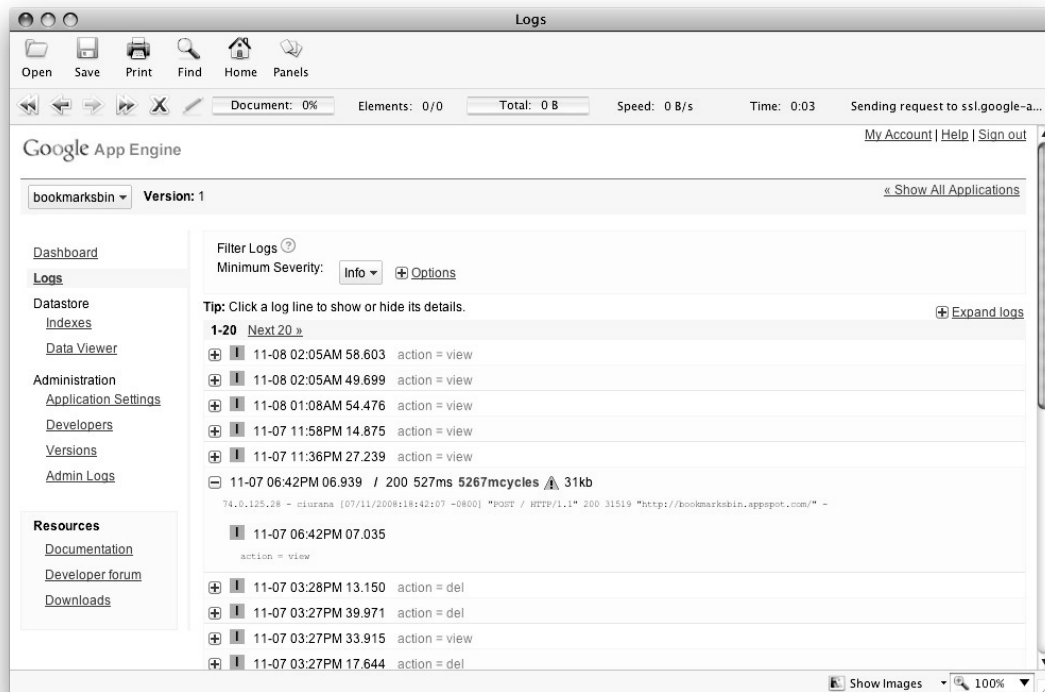 Logs
Open Save Print Find Home Panels
Document: 0% Elements: 0/0 Total: 0 B Speed: 0 B/s Time: 0:03 Sending request to ssl.google-a...
My Account | Help | Sign out
Google App Engine
bookmarksbin Version: 1
« Show All Applications
Dashboard
Logs
Datastore
Indexes
Data Viewer
Administration
Application Settings
Developers
Versions
Admin Logs
Resources
Documentation
Developer forum
Downloads
Filter Logs ?
Minimum Severity: Info + Options
Tip: Click a log line to show or hide its details.
+ Expand logs
1-20 Next 20 »
+ I 11-08 02:05AM 58.603 action = view
+ I 11-08 02:05AM 49.699 action = view
+ I 11-08 01:08AM 54.476 action = view
+ I 11-07 11:58PM 14.875 action = view
+ I 11-07 11:36PM 27.239 action = view
- 11-07 06:42PM 06.939 / 200 527ms 5267mcycles 31kb
74.0.125.28 - ciurana [07/11/2008:18:42:07 -0800] "POST / HTTP/1.1" 200 31519 "http://bookmarksbin.appspot.com/" -
I 11-07 06:42PM 07.035
action = view
+ I 11-07 03:28PM 13.150 action = del
+ I 11-07 03:27PM 39.971 action = del
+ I 11-07 03:27PM 33.915 action = view
+ I 11-07 03:27PM 17.644 action = del
Show Images 100%